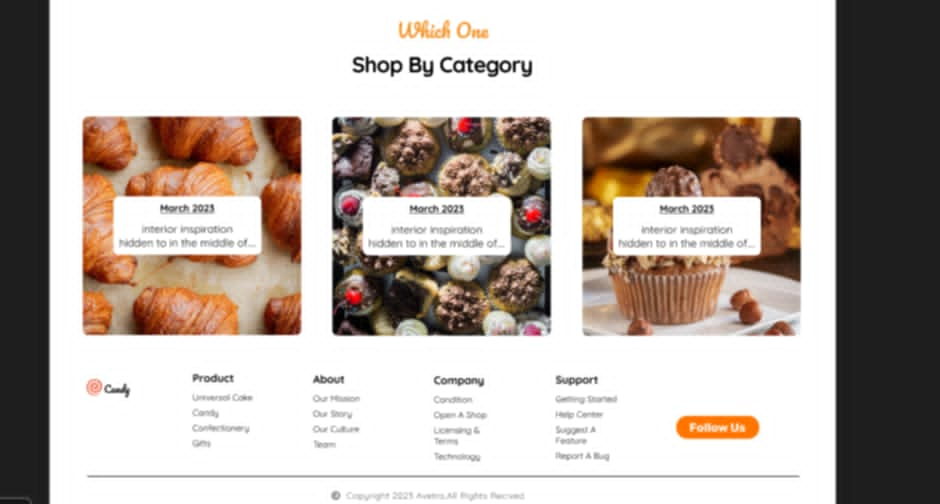 Which One
Shop By Category
March 2023
interior inspiration
hidden to in the middle of...
March 2023
interior inspiration
hidden to in the middle of...
March 2023
interior inspiration
hidden to in the middle of...
Candy
Product
Universal Cake
Candy
Confectionery
Gifts
About
Our Mission
Our Story
Our Culture
Team
Company
Condition
Open A Shop
Licensing &
Terms
Technology
Support
Getting Started
Help Center
Suggest A
Feature
Report A Bug
Follow Us
Copyright 2023 Avetra.All Rights Recived